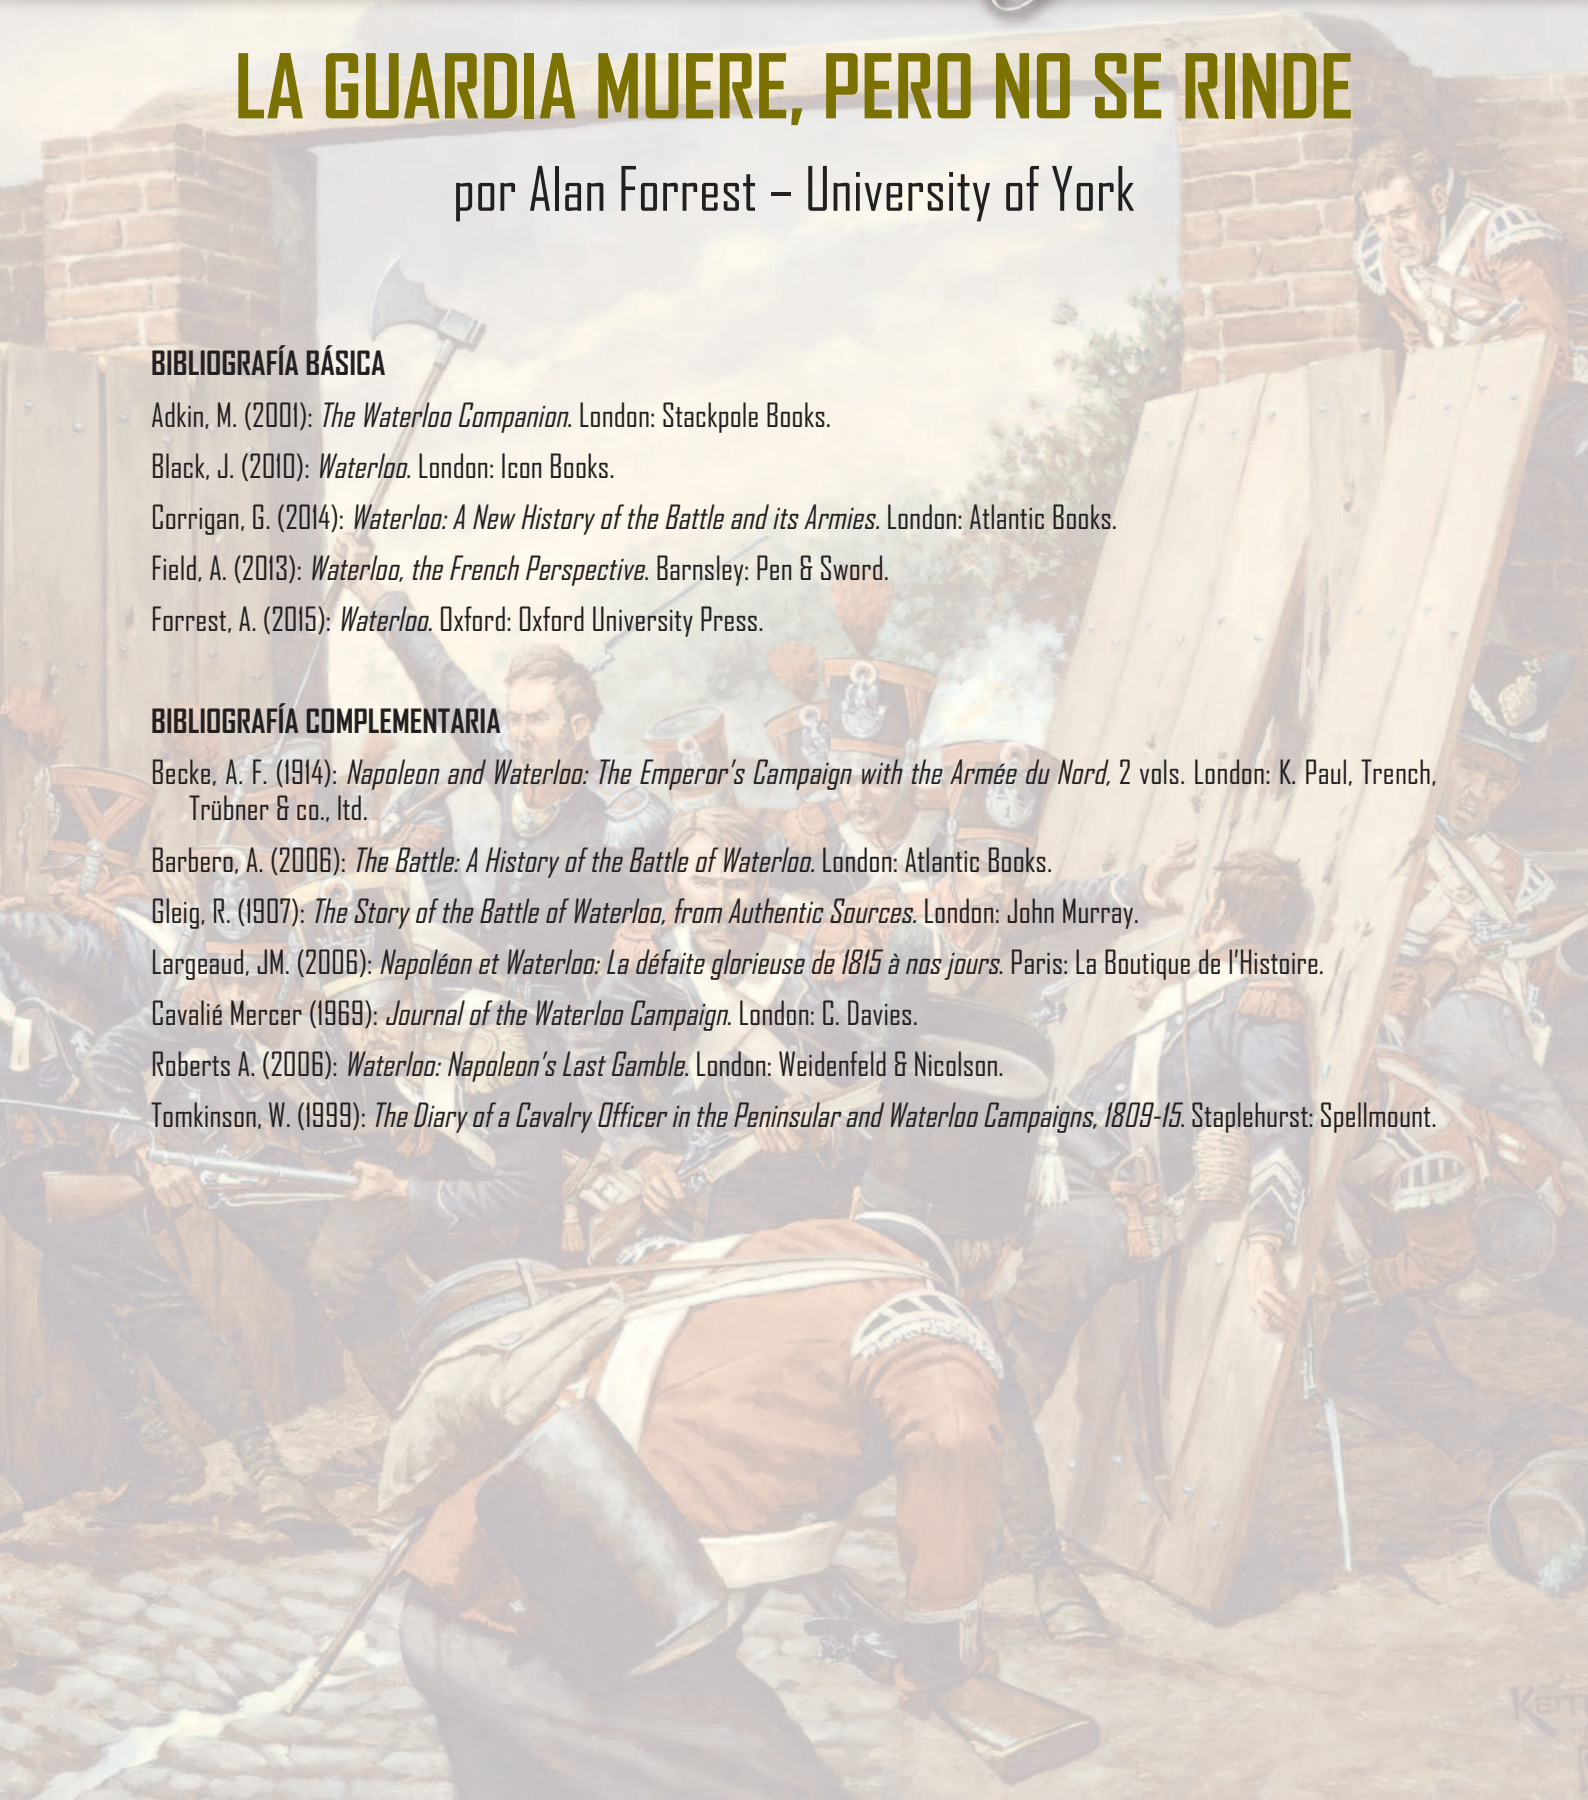 LA GUARDIA MUERE, PERO NO SE RINDE
por Alan Forrest – University of York
BIBLIOGRAFÍA BÁSICA
Adkin, M. (2001): The Waterloo Companion. London: Stackpole Books.
Black, J. (2010): Waterloo. London: Icon Books.
Corrigan, G. (2014): Waterloo: A New History of the Battle and its Armies. London: Atlantic Books.
Field, A. (2013): Waterloo, the French Perspective. Barnsley: Pen & Sword.
Forrest, A. (2015): Waterloo. Oxford: Oxford University Press.
BIBLIOGRAFÍA COMPLEMENTARIA
Becke, A. F. (1914): Napoleon and Waterloo: The Emperor's Campaign with the Armée du Nord, 2 vols. London: K. Paul, Trench,
Trübner & co., ltd.
Barbero, A. (2006): The Battle: A History of the Battle of Waterloo. London: Atlantic Books.
Gleig, R. (1907): The Story of the Battle of Waterloo, from Authentic Sources. London: John Murray.
Largeaud, JM. (2006): Napoléon et Waterloo: La défaite glorieuse de 1815 à nos jours. Paris: La Boutique de l'Histoire.
Cavalié Mercer (1969): Journal of the Waterloo Campaign. London: C. Davies.
Roberts A. (2006): Waterloo: Napoleon's Last Gamble. London: Weidenfeld & Nicolson.
Tomkinson, W. (1999): The Diary of a Cavalry Officer in the Peninsular and Waterloo Campaigns, 1809-15. Staplehurst: Spellmount.